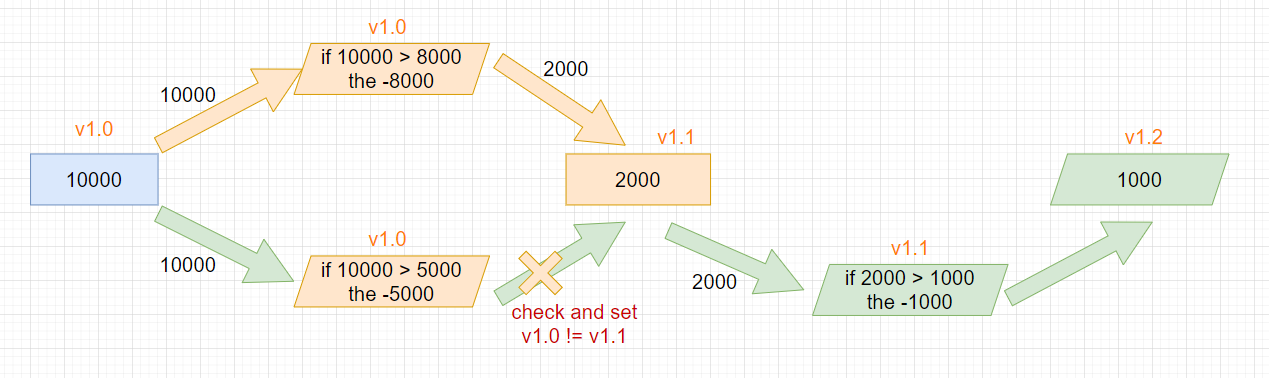 v1.0
if 10000 > 8000
the -8000
2000
10000
v1.0
10000
v1.1
2000
v1.2
1000
10000
v1.0
if 10000 > 5000
the -5000
check and set
v1.0 != v1.1
2000
v1.1
if 2000 > 1000
the -1000